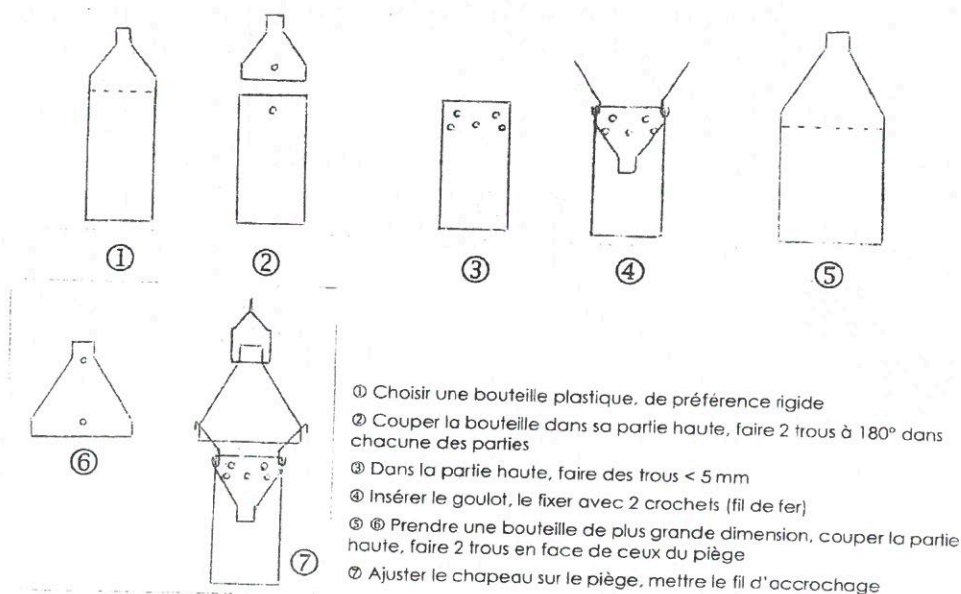 ①
②
③
④
⑤
⑥
⑦
① Choisir une bouteille plastique, de préférence rigide
② Couper la bouteille dans sa partie haute, faire 2 trous à 180° dans
chacune des parties
③ Dans la partie haute, faire des trous < 5 mm
④ Insérer le goulot, le fixer avec 2 crochets (fil de fer)
⑤ ⑥ Prendre une bouteille de plus grande dimension, couper la partie
haute, faire 2 trous en face de ceux du piège
⑦ Ajuster le chapeau sur le piège, mettre le fil d'accrochage